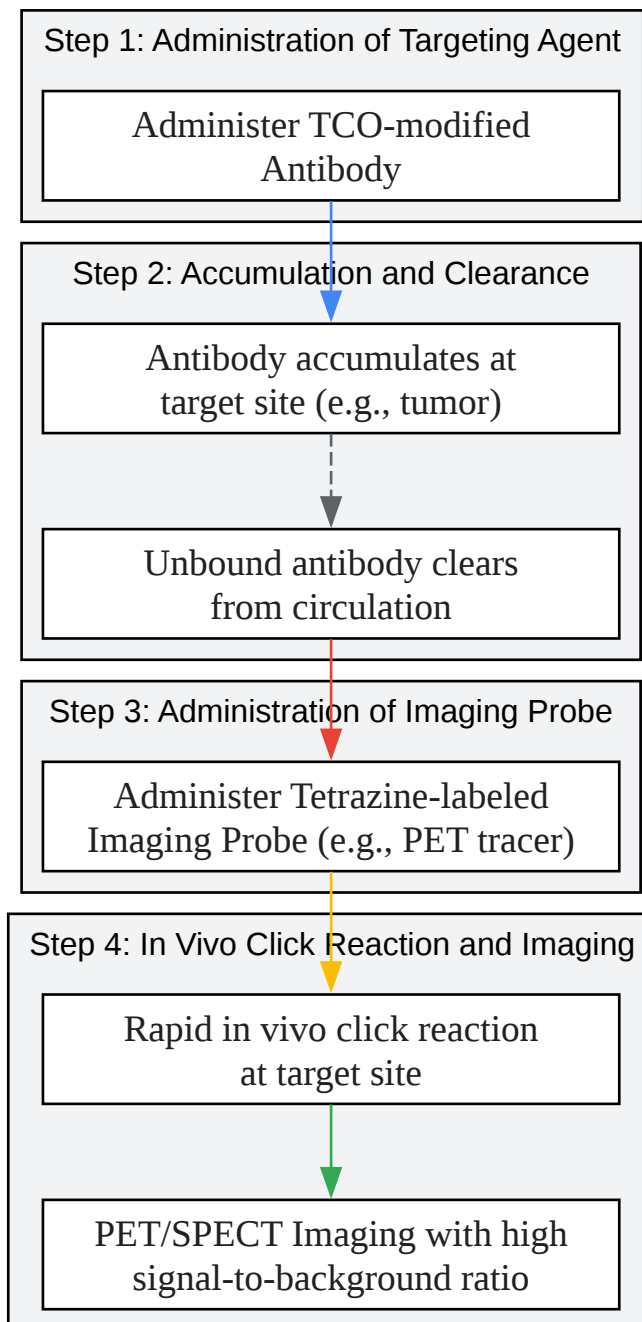 Step 1: Administration of Targeting Agent
Administer TCO-modified
Antibody
Step 2: Accumulation and Clearance
Antibody accumulates at
target site (e.g., tumor)
Unbound antibody clears
from circulation
Step 3: Administration of Imaging Probe
Administer Tetrazine-labeled
Imaging Probe (e.g., PET tracer)
Step 4: In Vivo Click Reaction and Imaging
Rapid in vivo click reaction
at target site
PET/SPECT Imaging with high
signal-to-background ratio